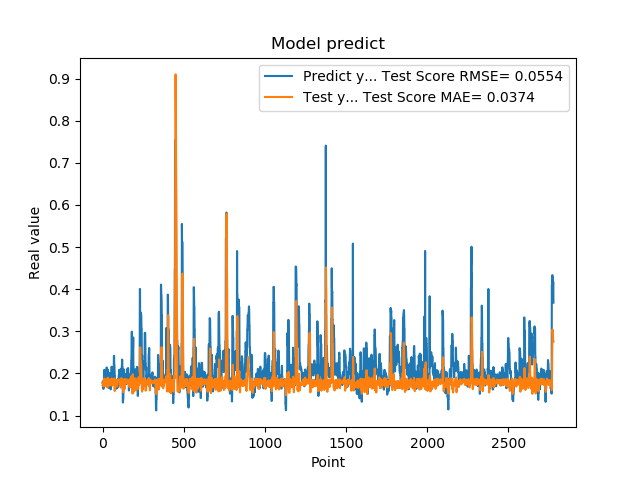 Model predict
Predict y... Test Score RMSE= 0.0554
Test y... Test Score MAE= 0.0374
Real value
0.9
0.8
0.7
0.6
0.5
0.4
0.3
0.2
0.1
0 500 1000 1500 2000 2500
Point